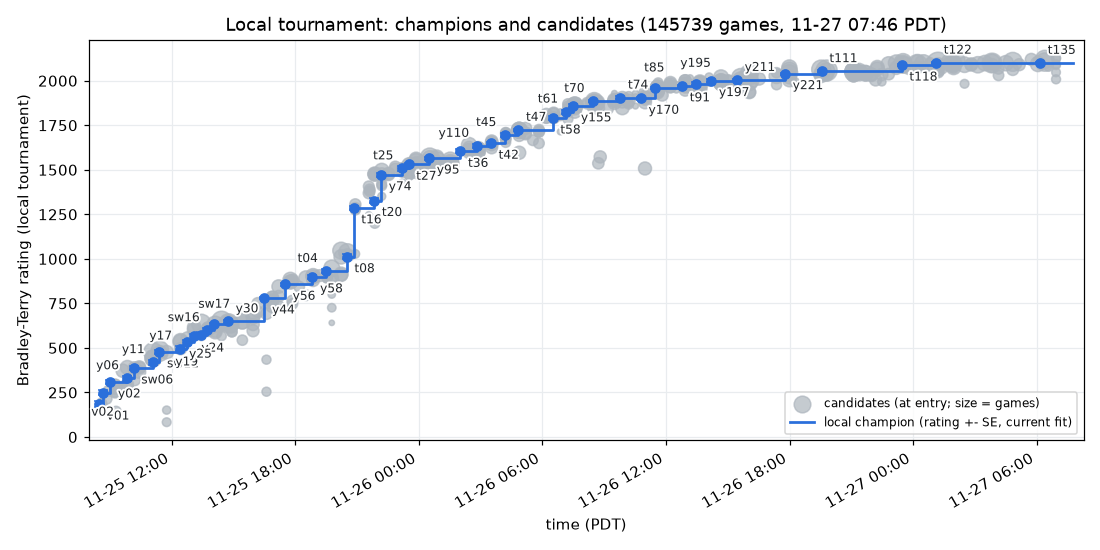 Local tournament: champions and candidates (145739 games, 11-27 07:46 PDT)
Bradley-Terry rating (local tournament)
2000
1750
1500
1250
1000
750
500
250
0
y02
y06
y11
sw06
y17
sw16
y25
sw17
y30
y44
y56
t04
y58
t08
t16
t20
t25
y74
t27
y95
y110
t36
t45
t42
t47
t61
t58
t70
y155
t74
y170
t85
t91
y195
y197
y211
y221
t111
t118
t122
t135
candidates (at entry; size = games)
local champion (rating +- SE, current fit)
11-25 12:00
11-25 18:00
11-26 00:00
11-26 06:00
11-26 12:00
11-26 18:00
11-27 00:00
11-27 06:00
time (PDT)